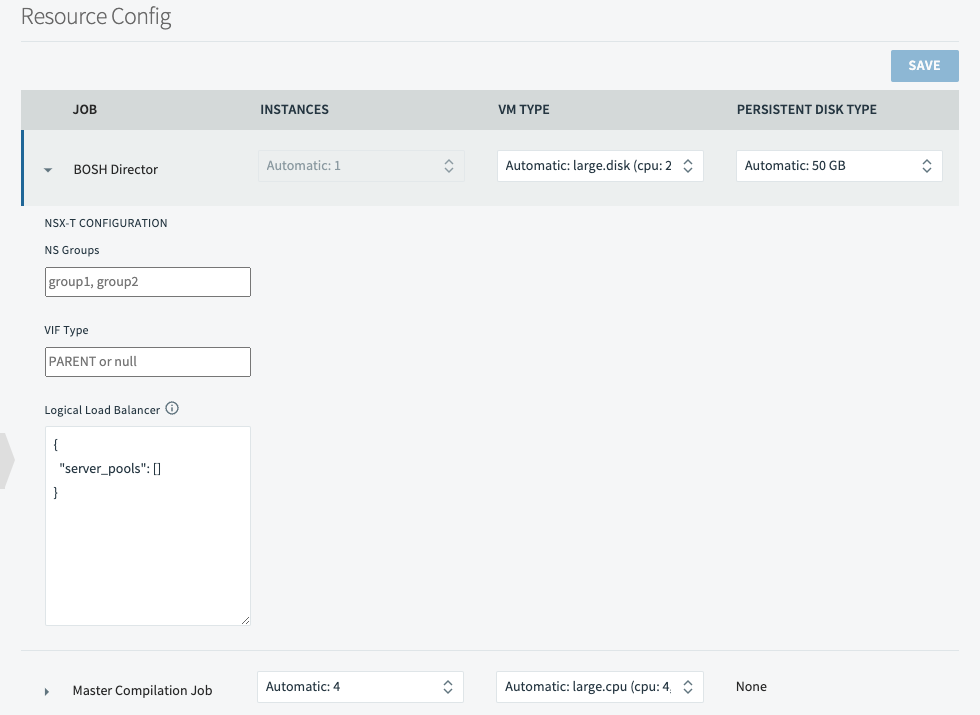 Resource Config
SAVE
JOB INSTANCES VM TYPE PERSISTENT DISK TYPE
BOSH Director Automatic: 1 Automatic: large.disk (cpu: 2 Automatic: 50 GB
NSX-T CONFIGURATION
NS Groups
group1, group2
VIF Type
PARENT or null
Logical Load Balancer
{
"server_pools": []
}
Master Compilation Job Automatic: 4 Automatic: large.cpu (cpu: 4, None